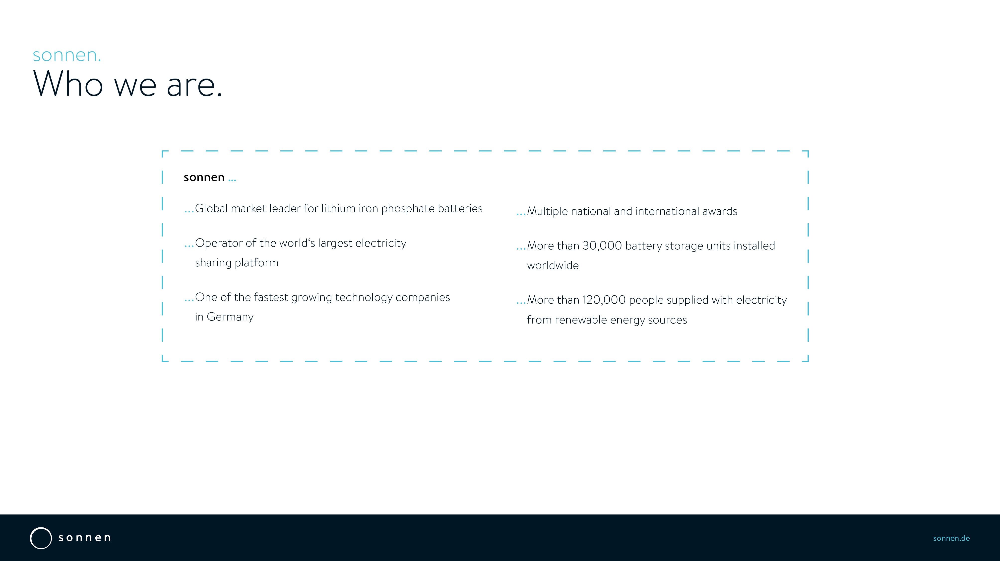 sonnen.
Who we are.
sonnen ...
...Global market leader for lithium iron phosphate batteries
...Operator of the world‘s largest electricity
sharing platform
...One of the fastest growing technology companies
in Germany
...Multiple national and international awards
...More than 30,000 battery storage units installed
worldwide
...More than 120,000 people supplied with electricity
from renewable energy sources
sonnen
sonnen.de